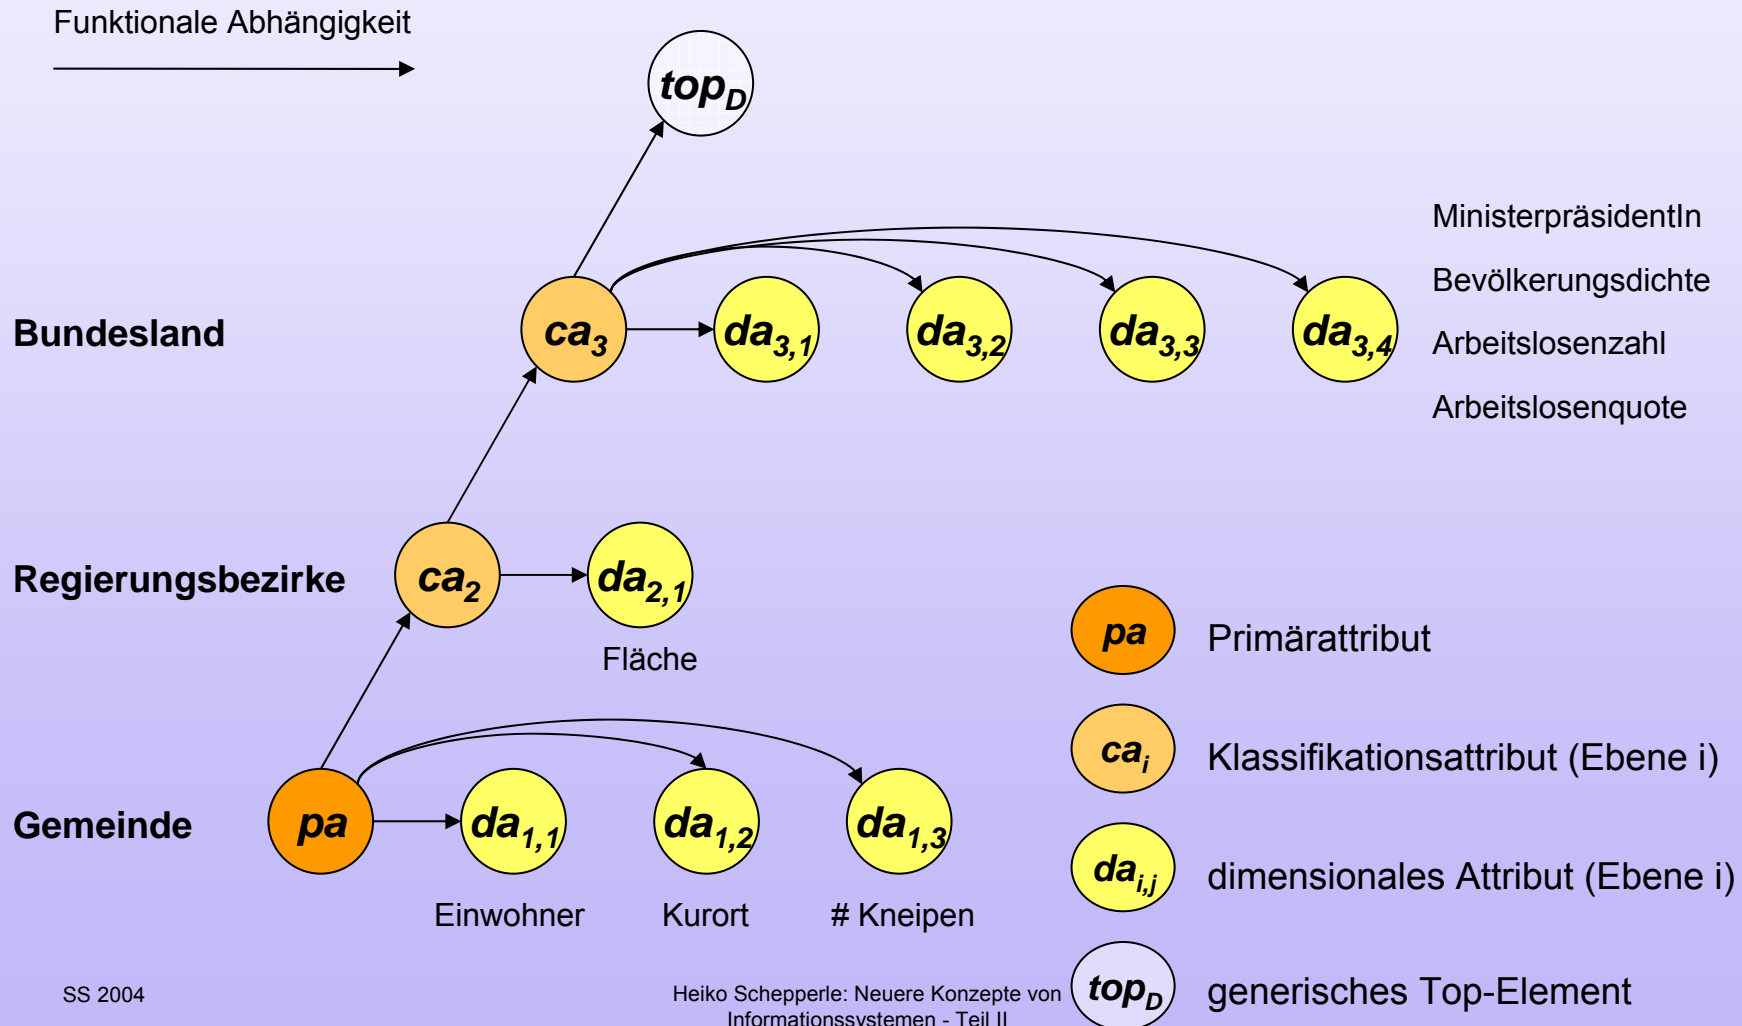 Funktionale Abhängigkeit
top_D
MinisterpräsidentIn
Bevölkerungsdichte
Arbeitslosenzahl
Arbeitslosenquote
Bundesland
ca_3
da_3,1
da_3,2
da_3,3
da_3,4
Regierungsbezirke
ca_2
da_2,1
Fläche
Gemeinde
pa
da_1,1
da_1,2
da_1,3
Einwohner
Kurort
# Kneipen
pa Primärattribut
ca_i Klassifikationsattribut (Ebene i)
da_i,j dimensionales Attribut (Ebene i)
top_D generisches Top-Element
SS 2004
Heiko Schepperle: Neuere Konzepte von
Informationssystemen - Teil II